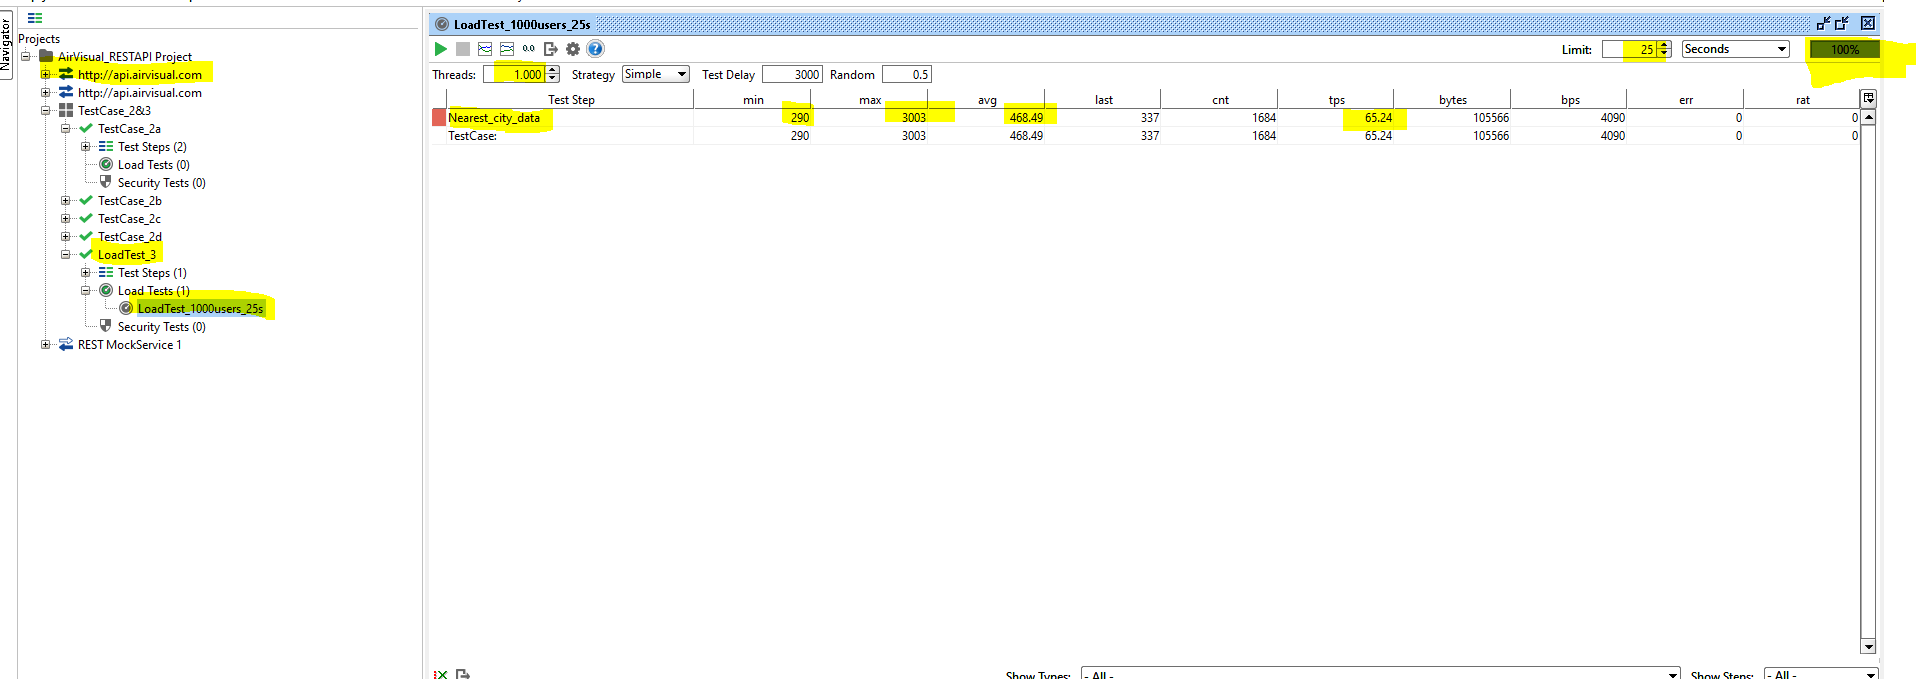 LoadTest_1000users_25s
Navigator
Projects
AirVisual_RESTAPI Project
http://api.airvisual.com
http://api.airvisual.com
TestCase_2&3
TestCase_2a
Test Steps (2)
Load Tests (0)
Security Tests (0)
TestCase_2b
TestCase_2c
TestCase_2d
LoadTest_3
Test Steps (1)
Load Tests (1)
LoadTest_1000users_25s
Security Tests (0)
REST MockService 1
0.0 ? Limit: 25 Seconds 100%
Threads: 1.000 Strategy Simple Test Delay 3000 Random 0.5
Test Step min max avg last cnt tps bytes bps err rat
Nearest_city_data 290 3003 468.49 337 1684 65.24 105566 4090 0 0
TestCase: 290 3003 468.49 337 1684 65.24 105566 4090 0 0
Show Types: - All - Show Steps: - All -